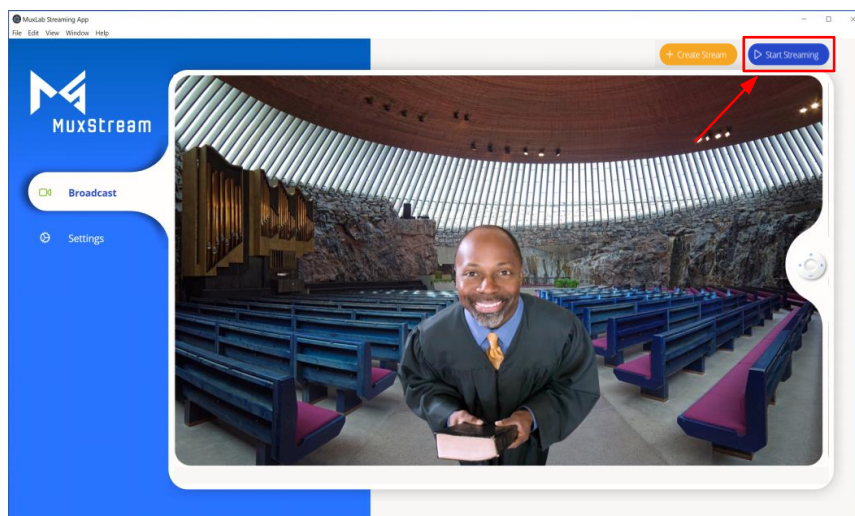 MuxLab Streaming App
File Edit View Window Help
+ Create Stream
Start Streaming
MuxStream
Broadcast
Settings